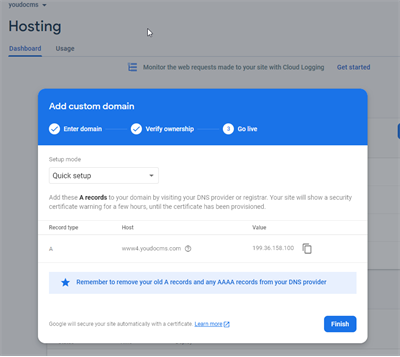 youdocms
Hosting
Dashboard Usage
Monitor the web requests made to your site with Cloud Logging Get started
Add custom domain
Enter domain Verify ownership 3 Go live
Setup mode
Quick setup
Add these A records to your domain by visiting your DNS provider or registrar. Your site will show a security
certificate warning for a few hours, until the certificate has been provisioned.
Record type Host Value
A www4.youdocms.com 199.36.158.100
Remember to remove your old A records and any AAAA records from your DNS provider
Google will secure your site automatically with a certificate. Learn more
Finish